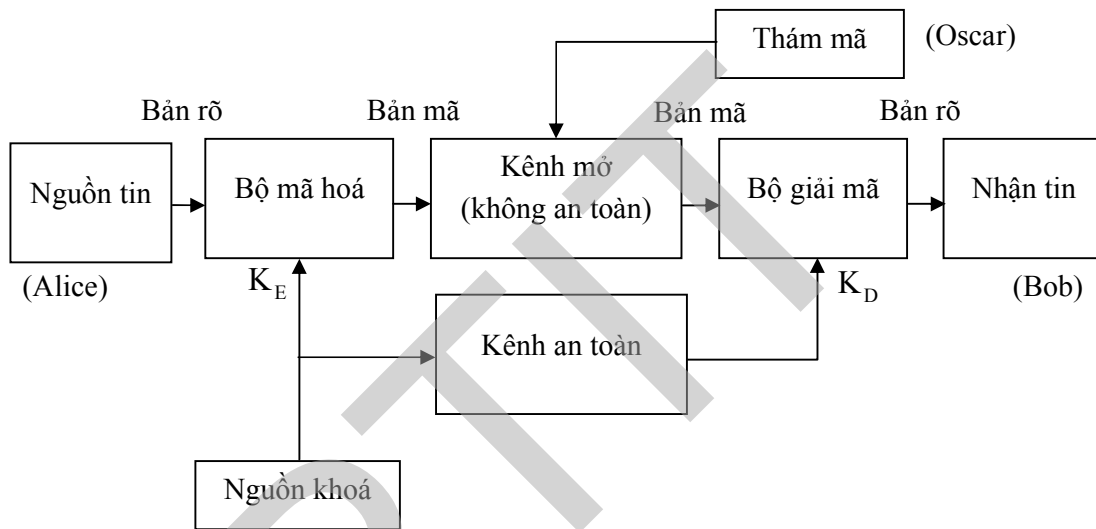 Thám mã
(Oscar)
Bản rõ
Bản mã
Bản mã
Bản rõ
Nguồn tin
Bộ mã hoá
Kênh mở
(không an toàn)
Bộ giải mã
Nhận tin
(Alice)
K_E
K_D
(Bob)
Kênh an toàn
Nguồn khoá
PTIT